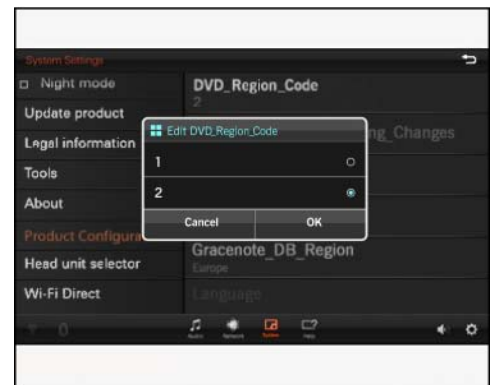 System Settings
Night mode
DVD_Region_Code
2
Update product
Edit DVD_Region_Code
ng_Changes
Legal information
1
Tools
2
About
Cancel
OK
Product Configura
Gracenote_DB_Region
Europe
Head unit selector
Wi-Fi Direct
Language
0
Audio
Network
System
Help